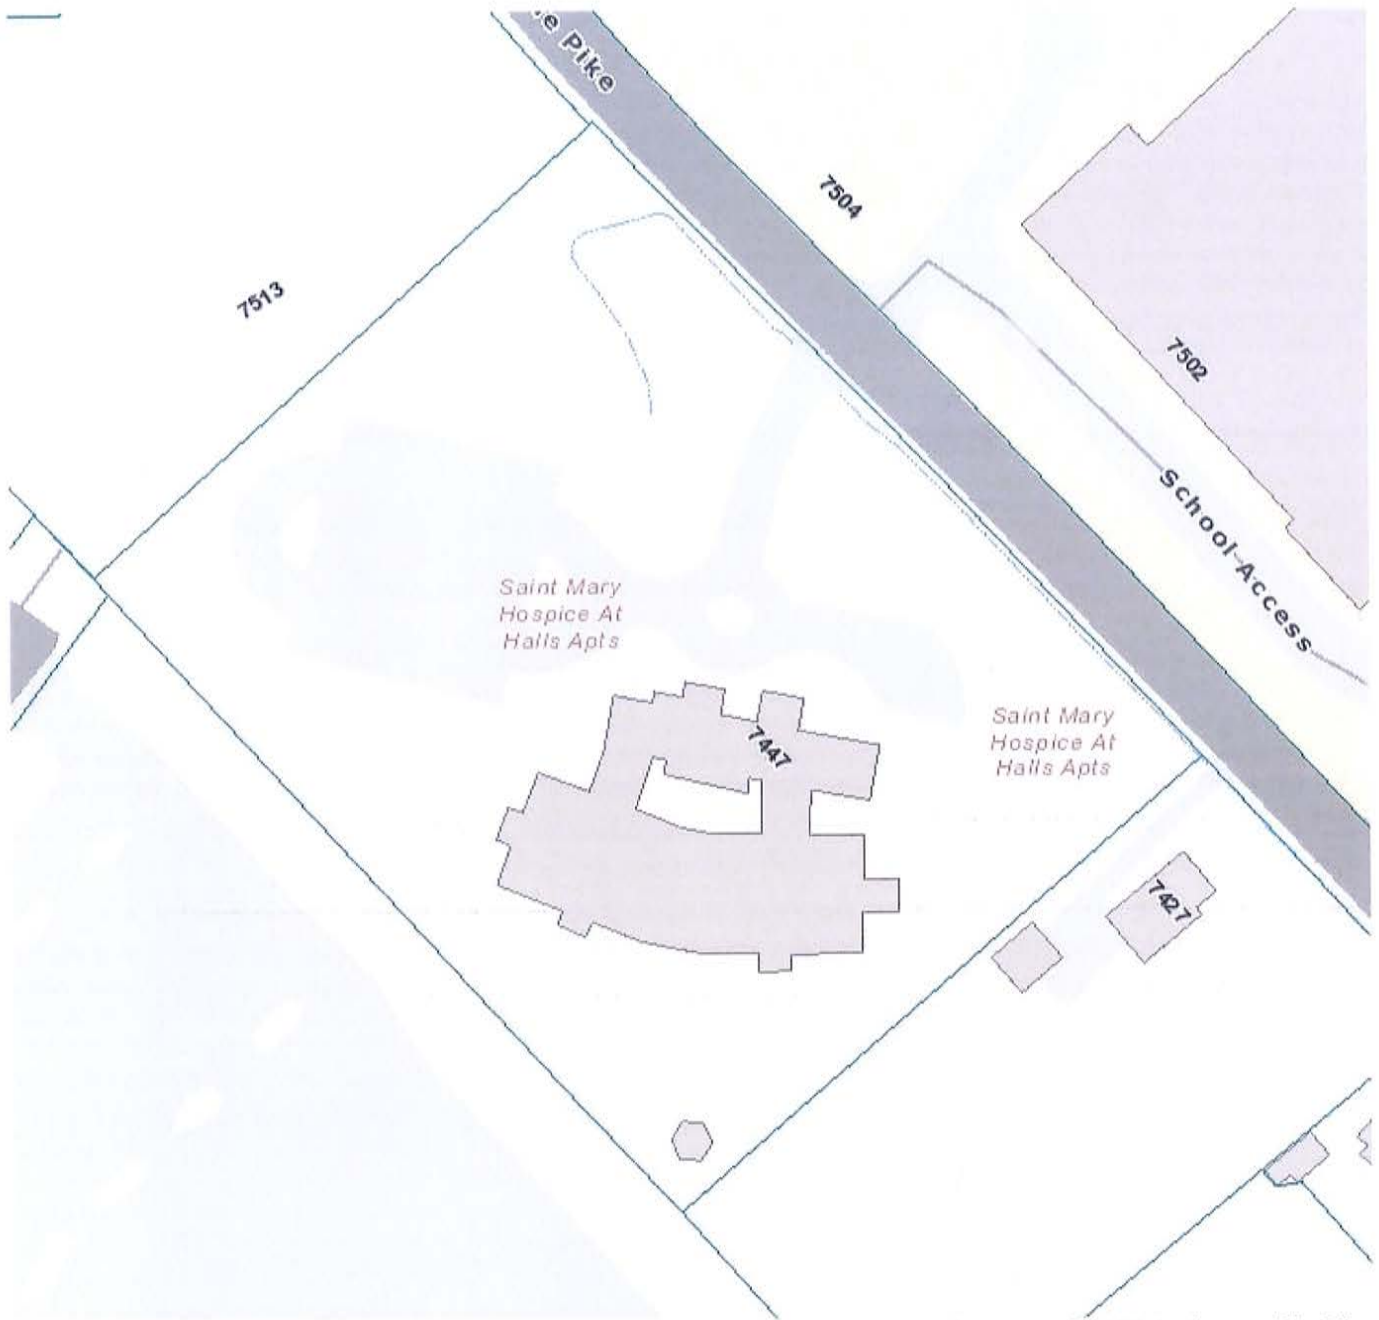 Pike
7504
7513
7502
School Access
Saint Mary
Hospice At
Halls Apts
Saint Mary
Hospice At
Halls Apts
7447
7427